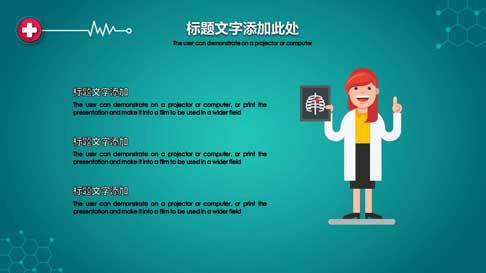 标题文字添加此处
The user can demonstrate on a projector or computer
标题文字添加
The user can demonstrate on a projector or computer, or print the
presentation and make it into a film to be used in a wider field
标题文字添加
The user can demonstrate on a projector or computer, or print the
presentation and make it into a film to be used in a wider field
标题文字添加
The user can demonstrate on a projector or computer, or print the
presentation and make it into a film to be used in a wider field